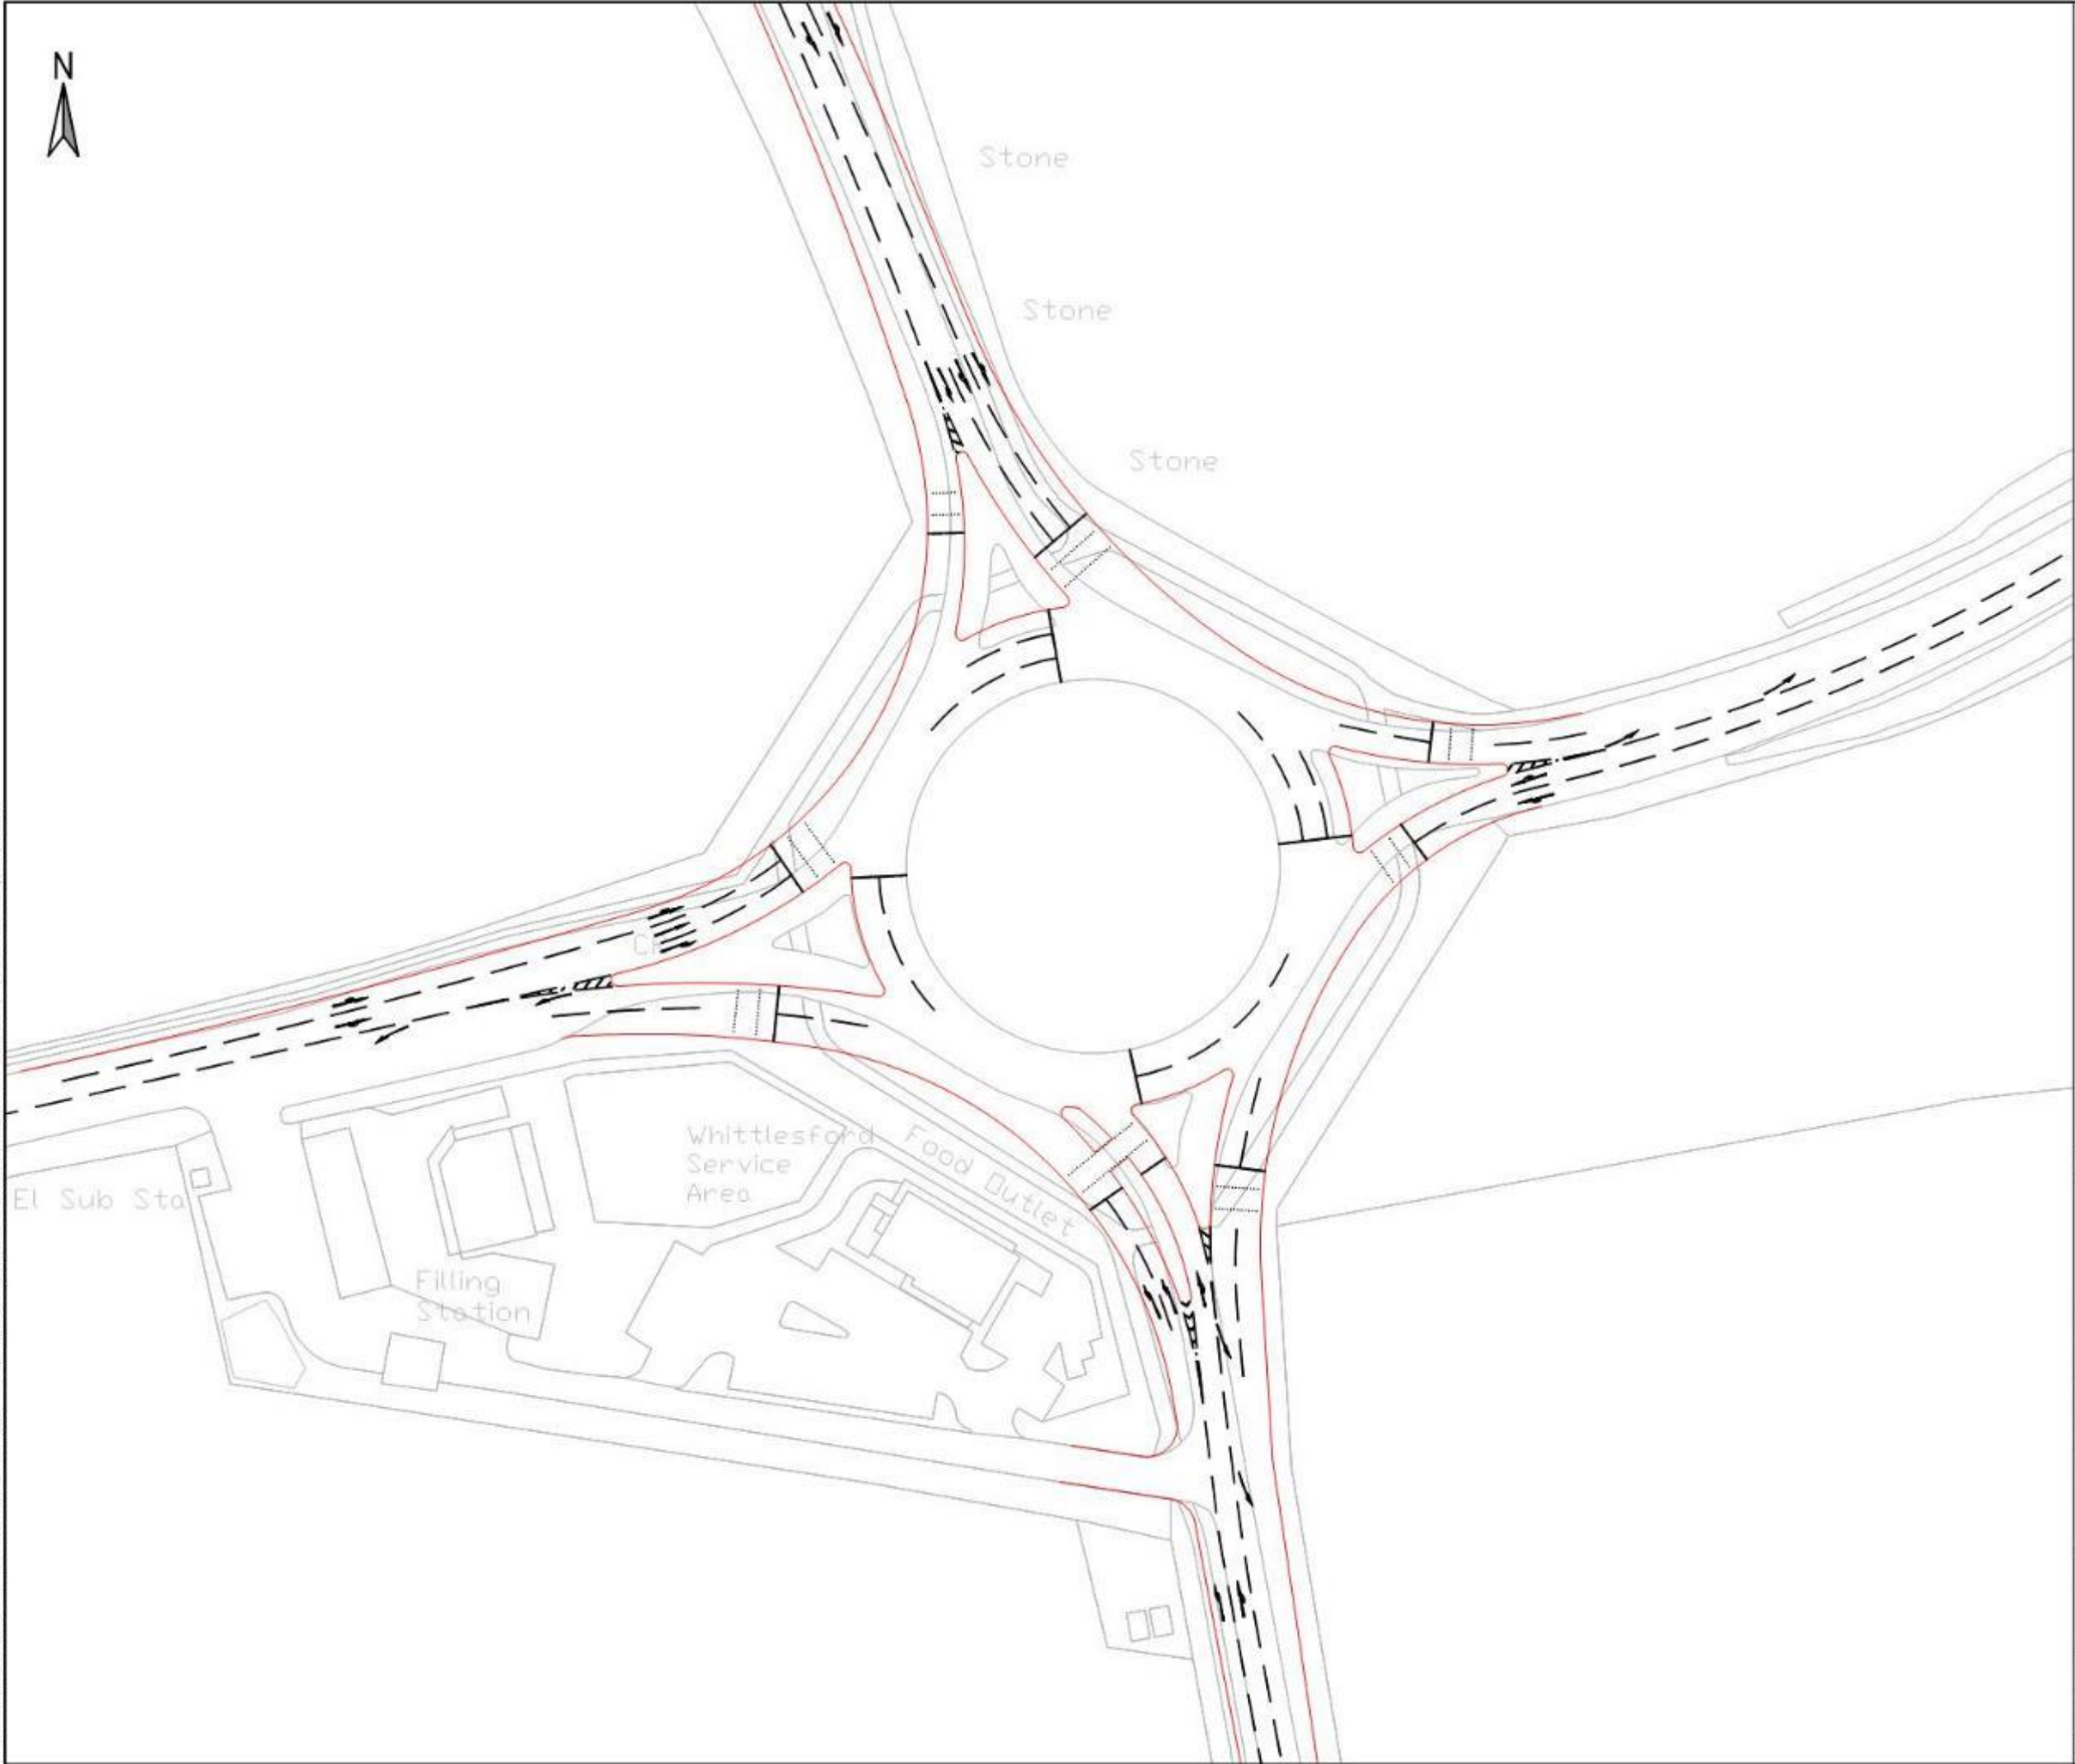 N
Stone
Stone
Stone
Whittlesford
Service
Area
Food Outlet
El Sub Sta
Filling
Station